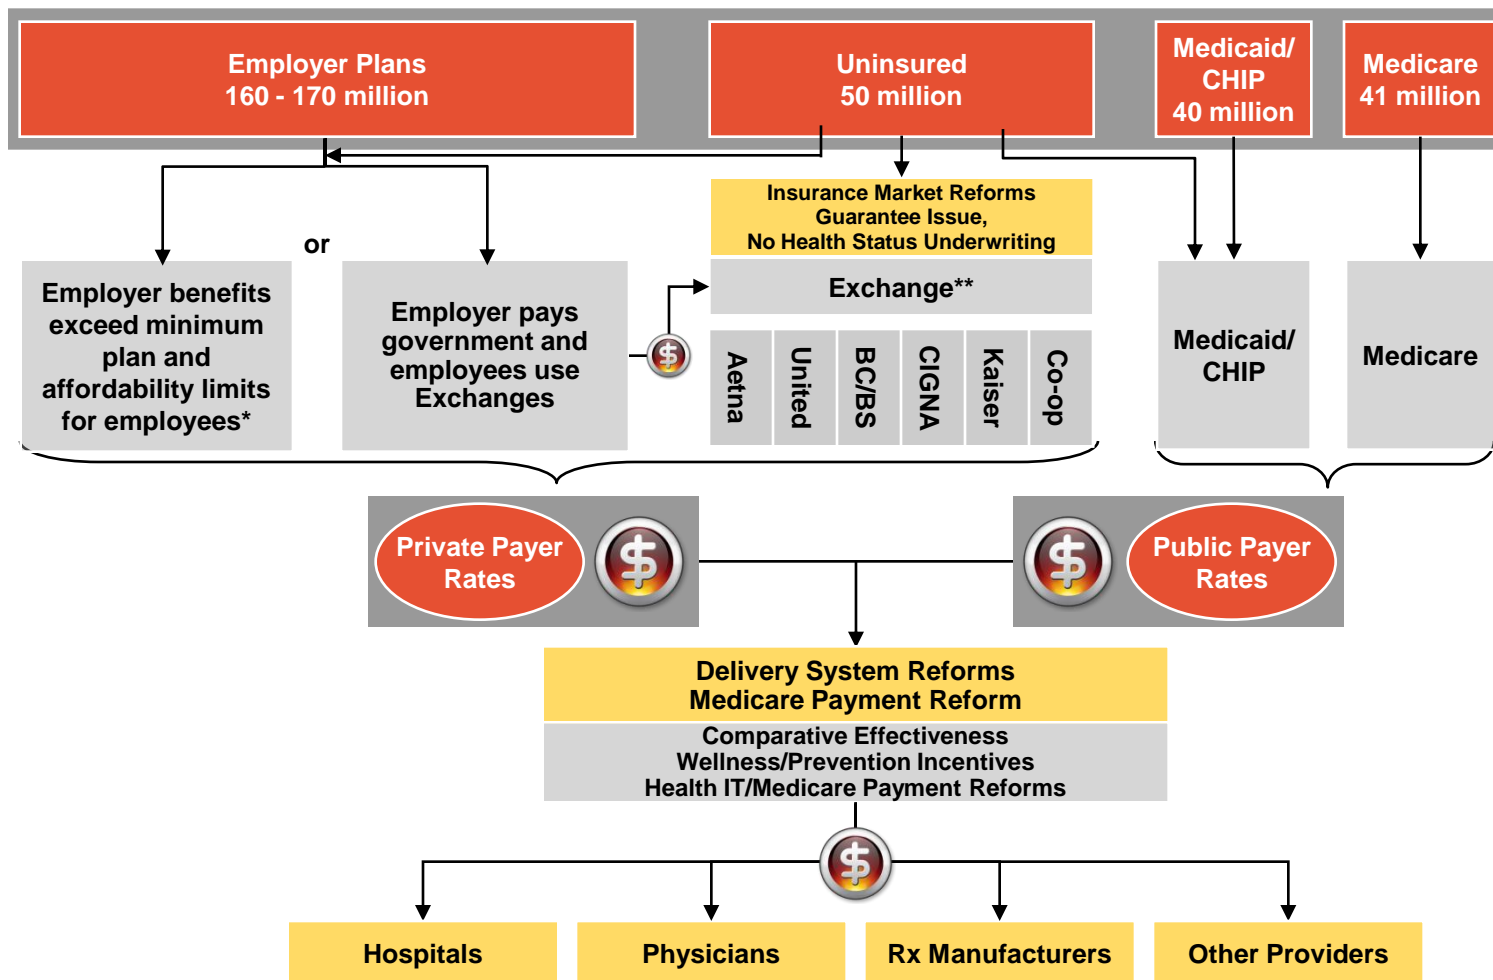 Employer Plans
160 - 170 million
Uninsured
50 million
Medicaid/
CHIP
40 million
Medicare
41 million
Insurance Market Reforms
Guarantee Issue,
No Health Status Underwriting
or
Employer benefits
exceed minimum
plan and
affordability limits
for employees*
Employer pays
government and
employees use
Exchanges
$
Exchange**
Aetna
United
BC/BS
CIGNA
Kaiser
Co-op
Medicaid/
CHIP
Medicare
Private Payer
Rates
$
$
Public Payer
Rates
Delivery System Reforms
Medicare Payment Reform
Comparative Effectiveness
Wellness/Prevention Incentives
Health IT/Medicare Payment Reforms
$
Hospitals
Physicians
Rx Manufacturers
Other Providers